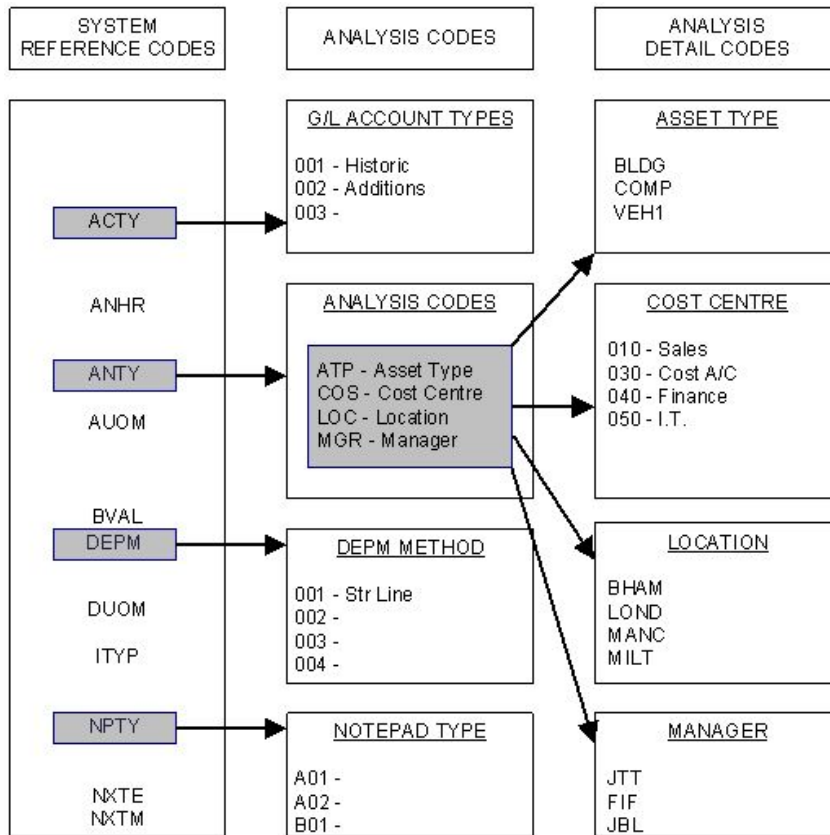 SYSTEM
REFERENCE CODES
ANALYSIS CODES
ANALYSIS
DETAIL CODES
ACTY
ANHR
ANTY
AUOM
BVAL
DEPM
DUOM
ITYP
NPTY
NXTE
NXTM
G/L ACCOUNT TYPES
001 - Historic
002 - Additions
003 -
ANALYSIS CODES
ATP - Asset Type
COS - Cost Centre
LOC - Location
MGR - Manager
DEPM METHOD
001 - Str Line
002 -
003 -
004 -
NOTEPAD TYPE
A01 -
A02 -
B01 -
ASSET TYPE
BLDG
COMP
VEH1
COST CENTRE
010 - Sales
030 - Cost A/C
040 - Finance
050 - I.T.
LOCATION
BHAM
LOND
MANC
MILT
MANAGER
JTT
FIF
JBL